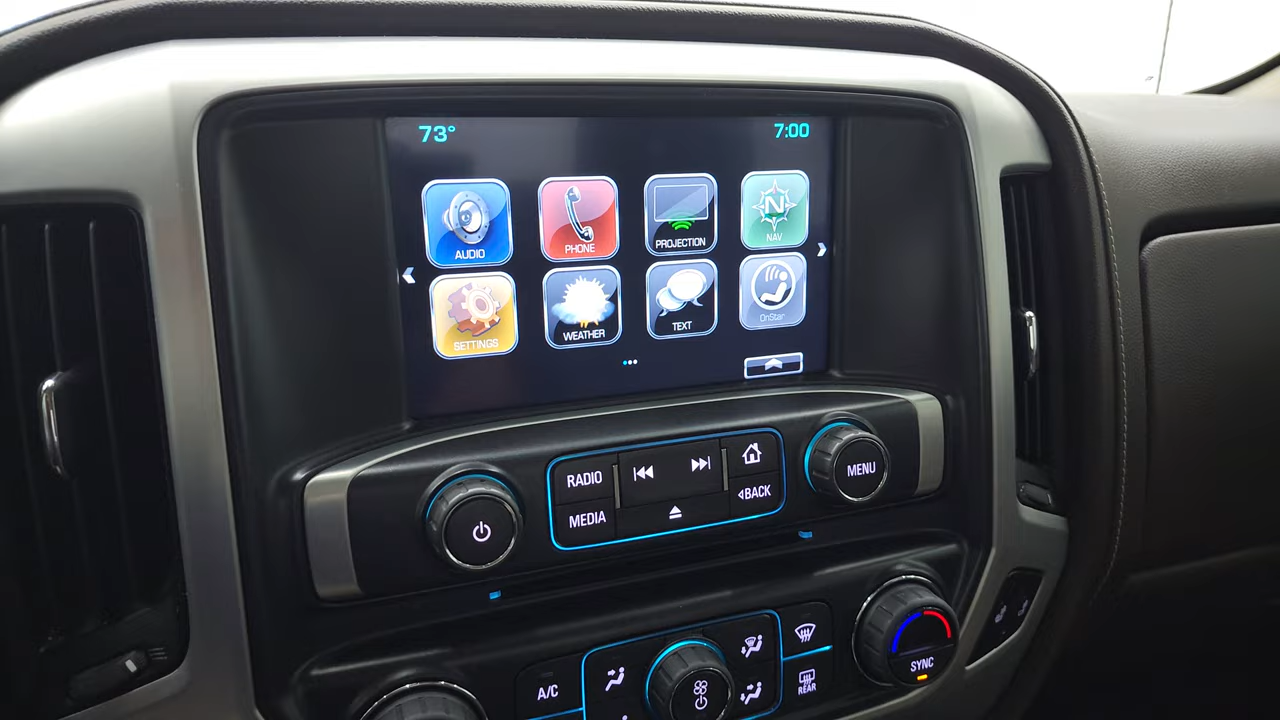 73° 7:00
AUDIO PHONE PROJECTION N NAV
SETTINGS WEATHER TEXT OnStar
RADIO MENU
MEDIA BACK
A/C REAR SYNC